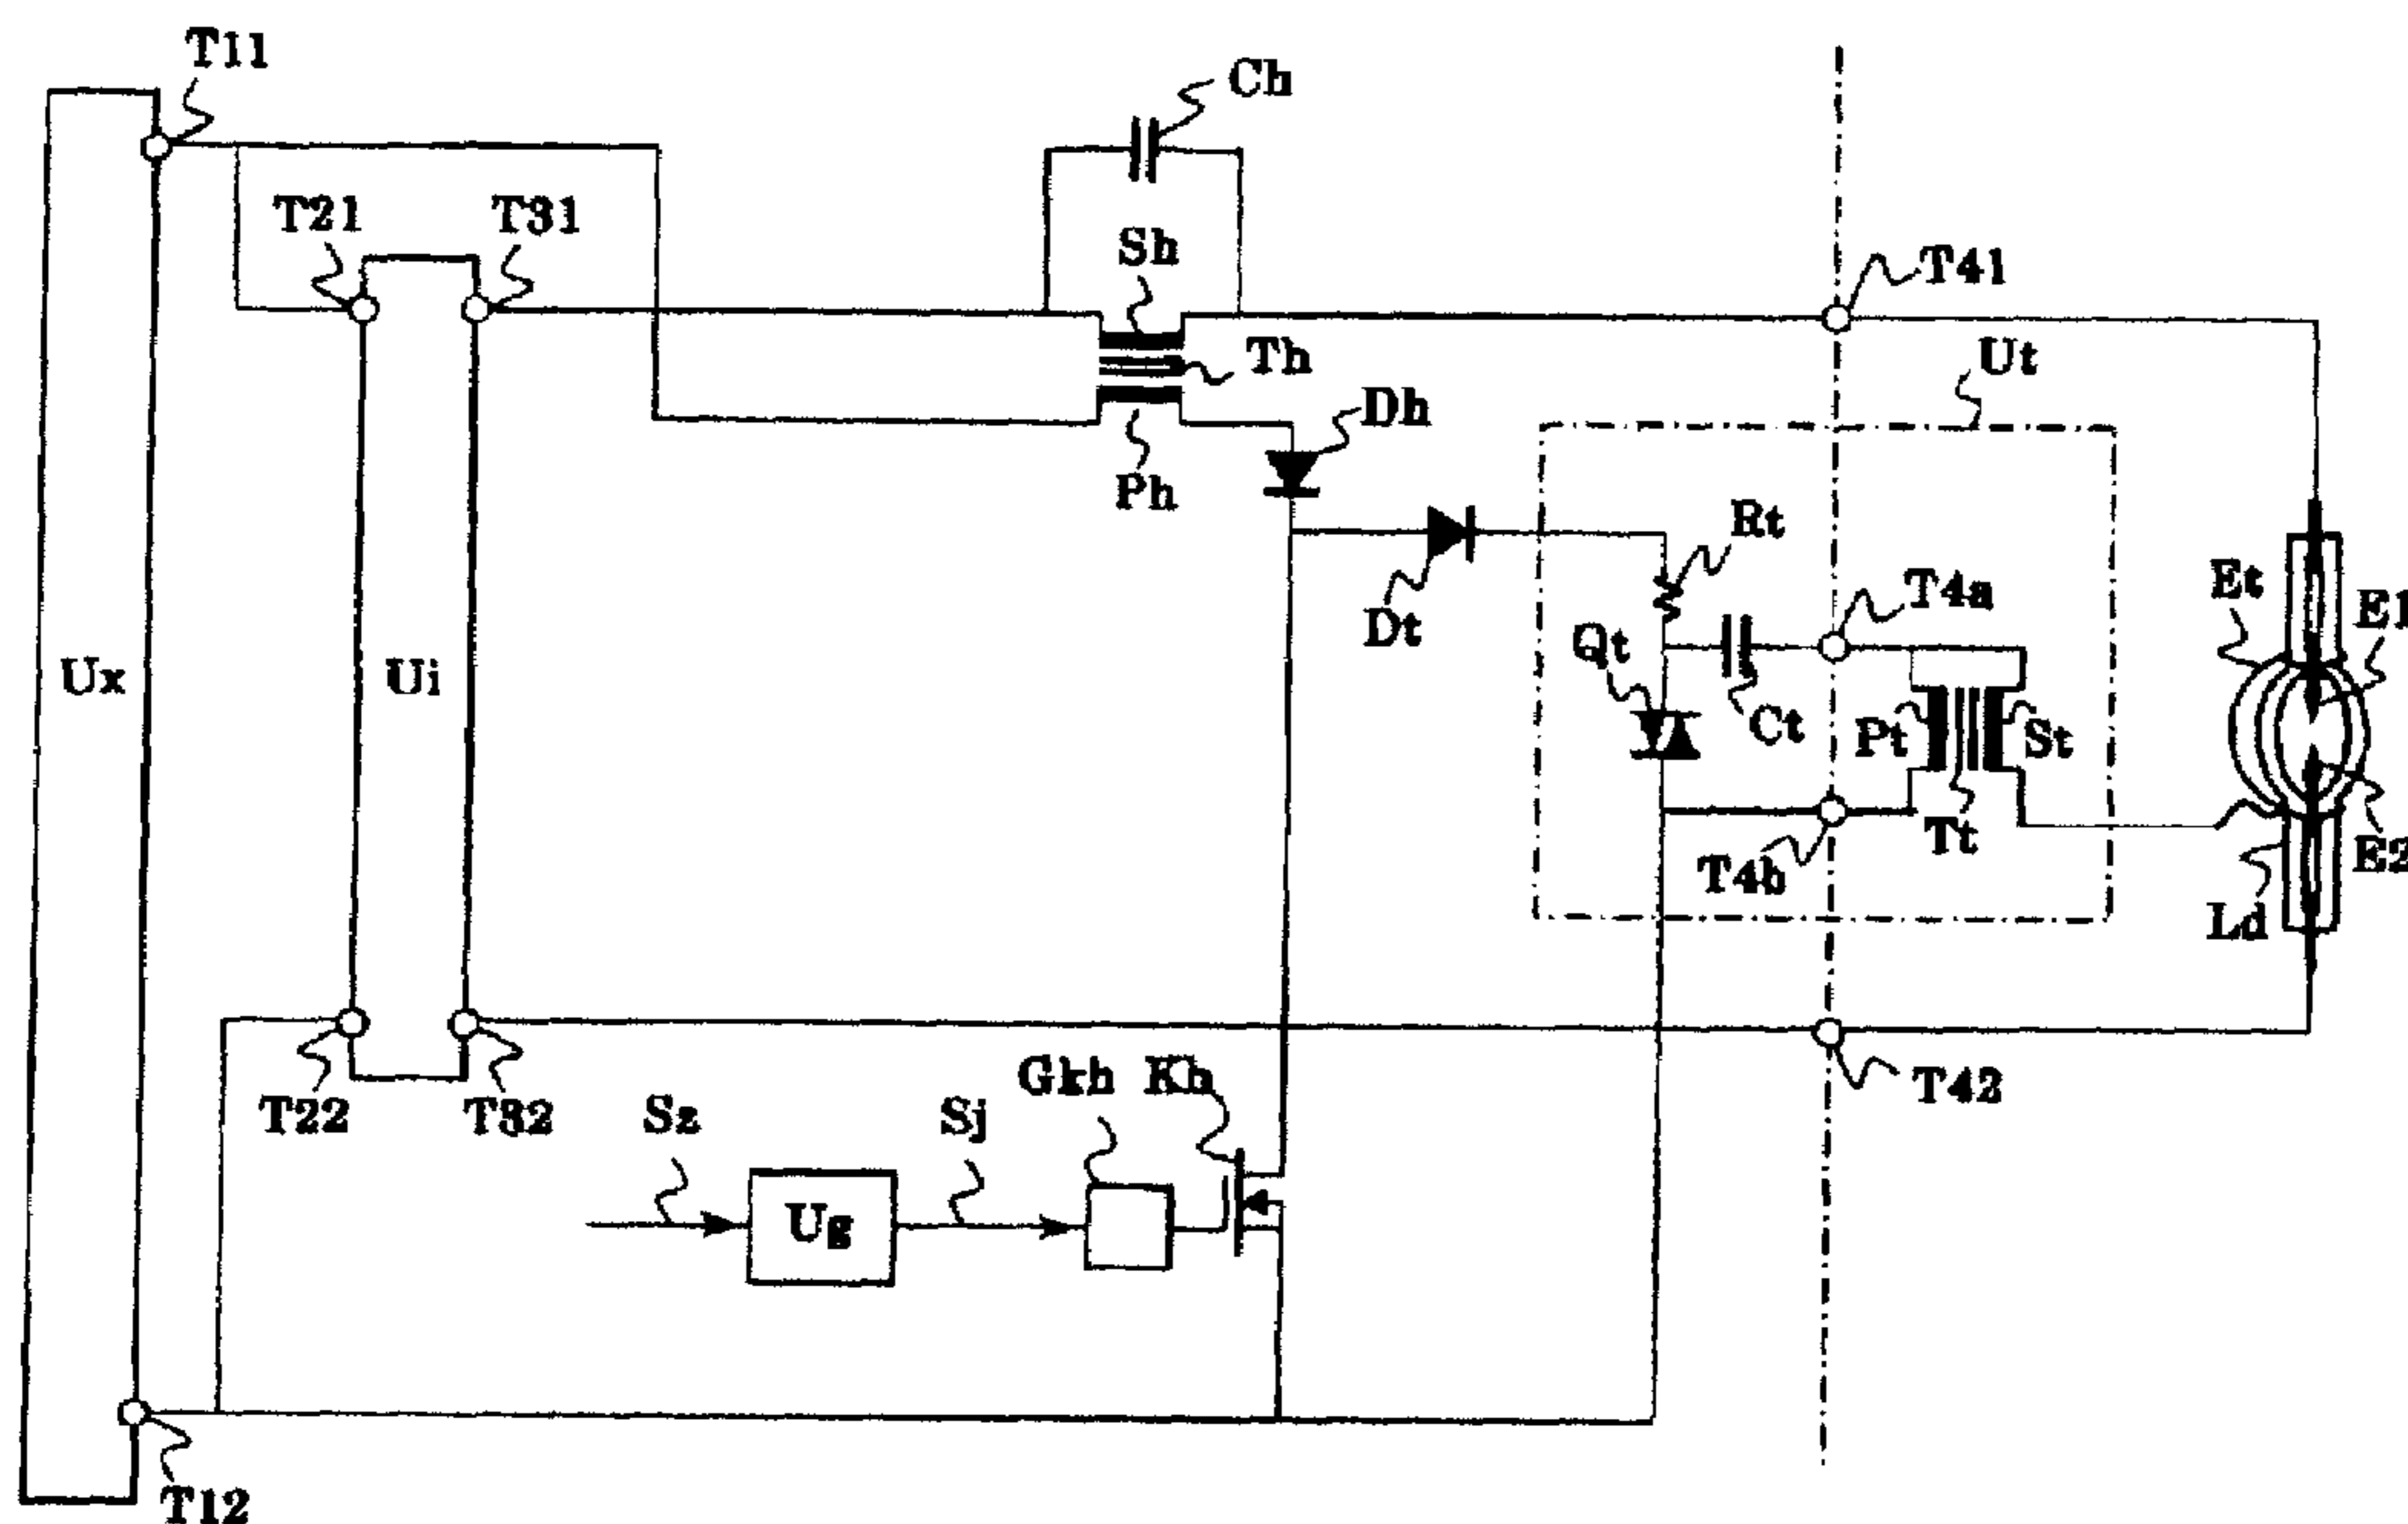 T11
Ch
T21
T31
Sh
T41
Th
Ut
Dh
Ph
Rt
Et
E1
T4a
Dt
Qt
Ux
Ui
Ct
Pt
St
Tt
T4b
E2
Ld
T22
T32
Sz
Sj
Gkh
Kh
T42
Ug
T12